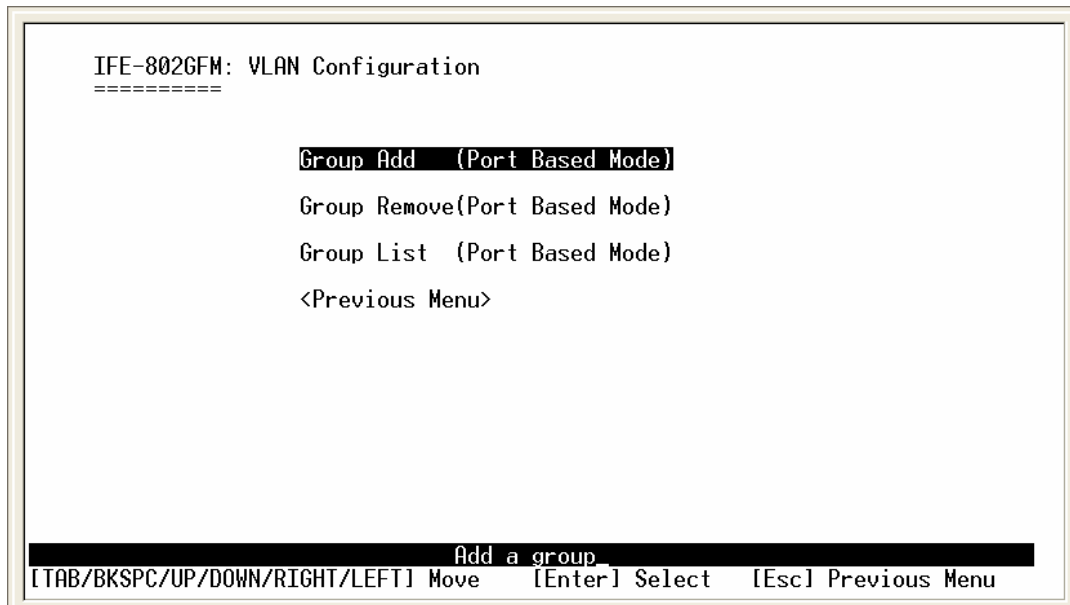 IFE-802GFM: VLAN Configuration
==========
Group Add   (Port Based Mode)
Group Remove(Port Based Mode)
Group List  (Port Based Mode)
<Previous Menu>
Add a group_
[TAB/BKSPC/UP/DOWN/RIGHT/LEFT] Move    [Enter] Select   [Esc] Previous Menu